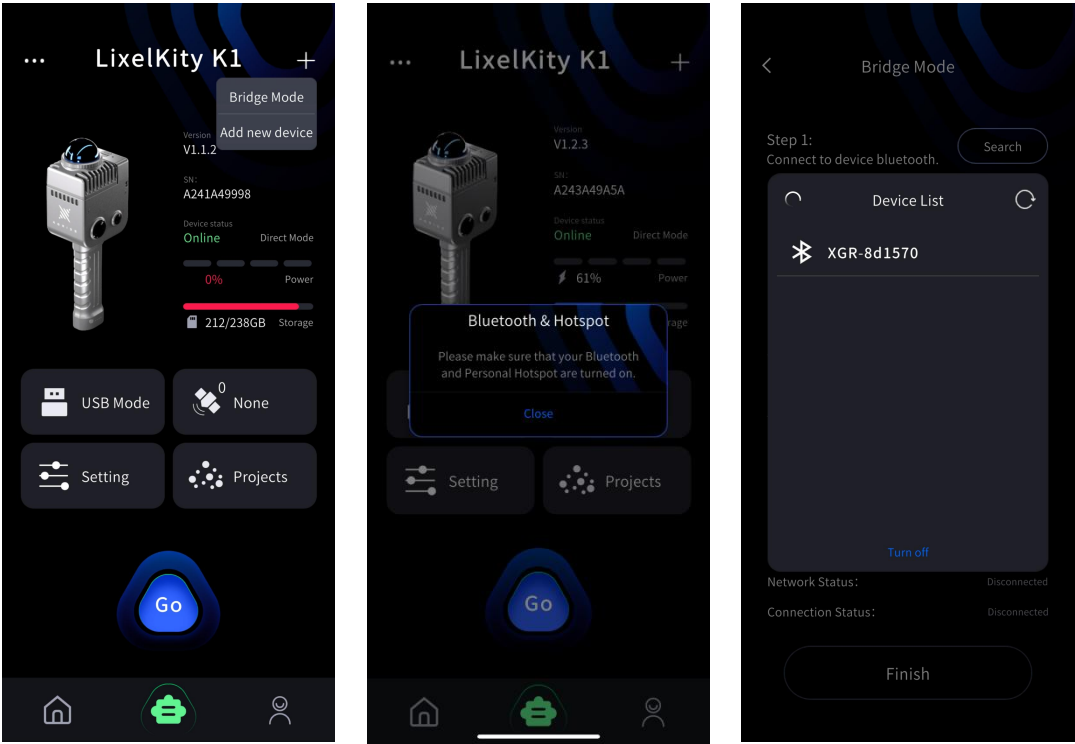 LixelKity K1
Bridge Mode
Add new device
Version
V1.1.2
SN:
A241A49998
Device status
Online
Direct Mode
0%
Power
212/238GB
Storage
USB Mode
0
None
Setting
Projects
Go
LixelKity K1
Version
V1.2.3
SN:
A243A49A5A
Device status
Online
Direct Mode
61%
Power
rage
Bluetooth & Hotspot
Please make sure that your Bluetooth
and Personal Hotspot are turned on.
Close
Setting
Projects
Go
Bridge Mode
Step 1:
Connect to device bluetooth.
Search
Device List
XGR-8d1570
Turn off
Network Status:
Disconnected
Connection Status:
Disconnected
Finish